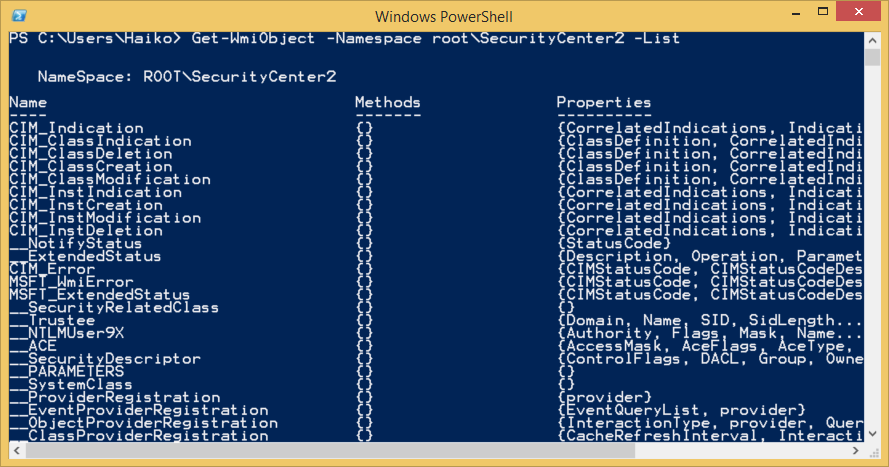 Windows PowerShell
PS C:\Users\Haiko> Get-WmiObject -Namespace root\SecurityCenter2 -List
NameSpace: ROOT\SecurityCenter2
Name Methods Properties
---- ------- ----------
CIM_Indication {} {CorrelatedIndications, Indicati
CIM_ClassIndication {} {ClassDefinition, CorrelatedIndi
CIM_ClassDeletion {} {ClassDefinition, CorrelatedIndi
CIM_ClassCreation {} {ClassDefinition, CorrelatedIndi
CIM_ClassModification {} {ClassDefinition, CorrelatedIndi
CIM_InstIndication {} {CorrelatedIndications, Indicati
CIM_InstCreation {} {CorrelatedIndications, Indicati
CIM_InstModification {} {CorrelatedIndications, Indicati
CIM_InstDeletion {} {CorrelatedIndications, Indicati
__NotifyStatus {} {StatusCode}
__ExtendedStatus {} {Description, Operation, Paramet
CIM_Error {} {CIMStatusCode, CIMStatusCodeDes
MSFT_WmiError {} {CIMStatusCode, CIMStatusCodeDes
MSFT_ExtendedStatus {} {CIMStatusCode, CIMStatusCodeDes
__SecurityRelatedClass {} {}
__Trustee {} {Domain, Name, SID, SidLength...
__NTLMUser9X {} {Authority, Flags, Mask, Name...
__ACE {} {AccessMask, AceFlags, AceType,
__SecurityDescriptor {} {ControlFlags, DACL, Group, Owne
__PARAMETERS {} {}
__SystemClass {} {}
__ProviderRegistration {} {provider}
__EventProviderRegistration {} {EventQueryList, provider}
__ObjectProviderRegistration {} {InteractionType, provider, Quer
__ClassProviderRegistration {} {CacheRefreshInterval, Interacti